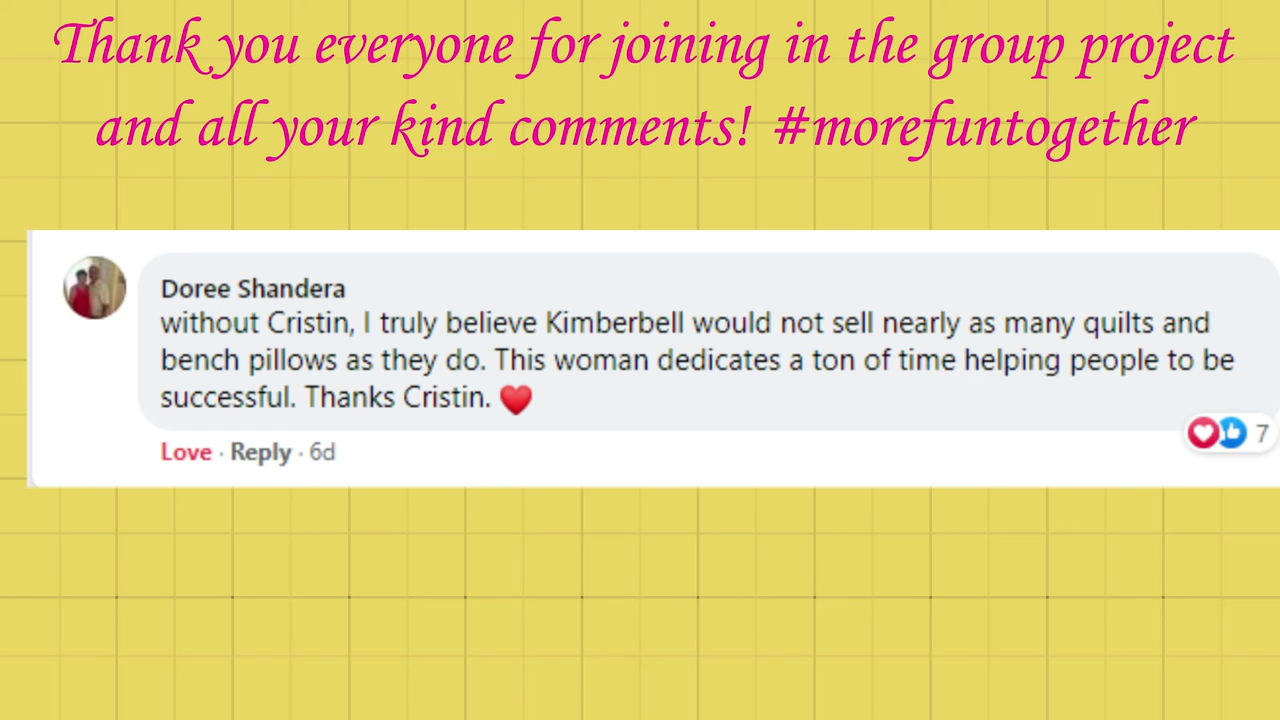 Thank you everyone for joining in the group project
and all your kind comments! #morefuntogether
Doree Shandera
without Cristin, I truly believe Kimberbell would not sell nearly as many quilts and
bench pillows as they do. This woman dedicates a ton of time helping people to be
successful. Thanks Cristin. ❤️
Love · Reply · 6d
7